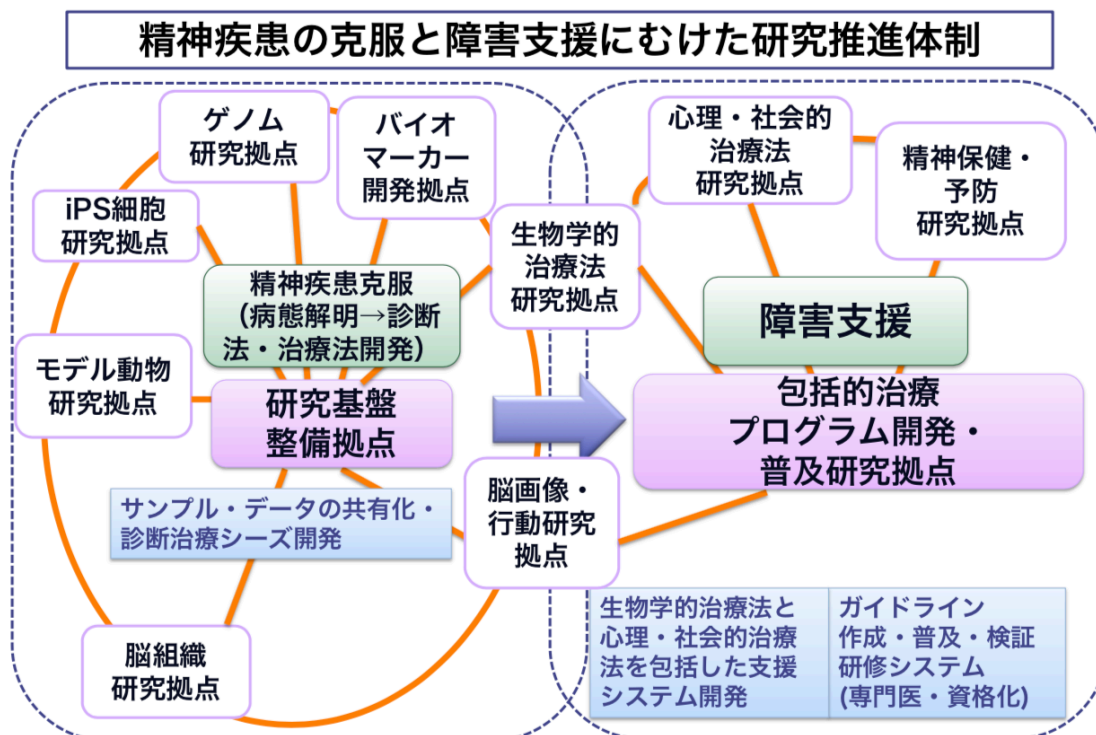 精神疾患の克服と障害支援にむけた研究推進体制
ゲノム
研究拠点
バイオ
マーカー
開発拠点
iPS細胞
研究拠点
生物学的
治療法
研究拠点
精神疾患克服
（病態解明→診断
法・治療法開発）
モデル動物
研究拠点
研究基盤
整備拠点
サンプル・データの共有化・
診断治療シーズ開発
脳画像・
行動研究
拠点
脳組織
研究拠点
心理・社会的
治療法
研究拠点
精神保健・
予防
研究拠点
障害支援
包括的治療
プログラム開発・
普及研究拠点
生物学的治療法と
心理・社会的治療
法を包括した支援
システム開発
ガイドライン
作成・普及・検証
研修システム
(専門医・資格化)